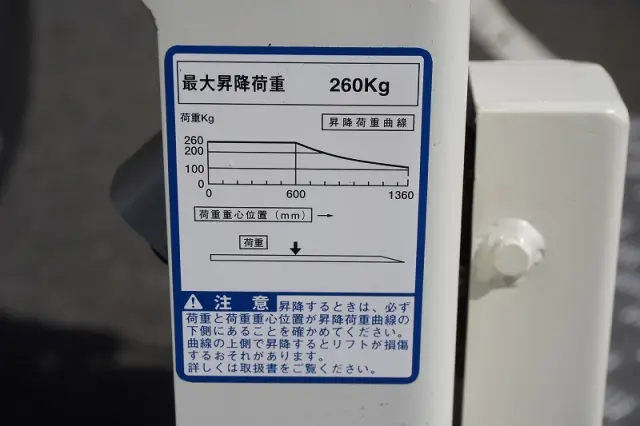 最大昇降荷重 260Kg
荷重Kg
昇降荷重曲線
260
200
100
0
0 600 1360
荷重重心位置(mm) →
荷重
注意 昇降するときは、必ず
荷重と荷重重心位置が昇降荷重曲線の
下側にあることを確かめてください。
曲線の上側で昇降するとリフトが損傷
するおそれがあります。
詳しくは取扱書をご覧ください。